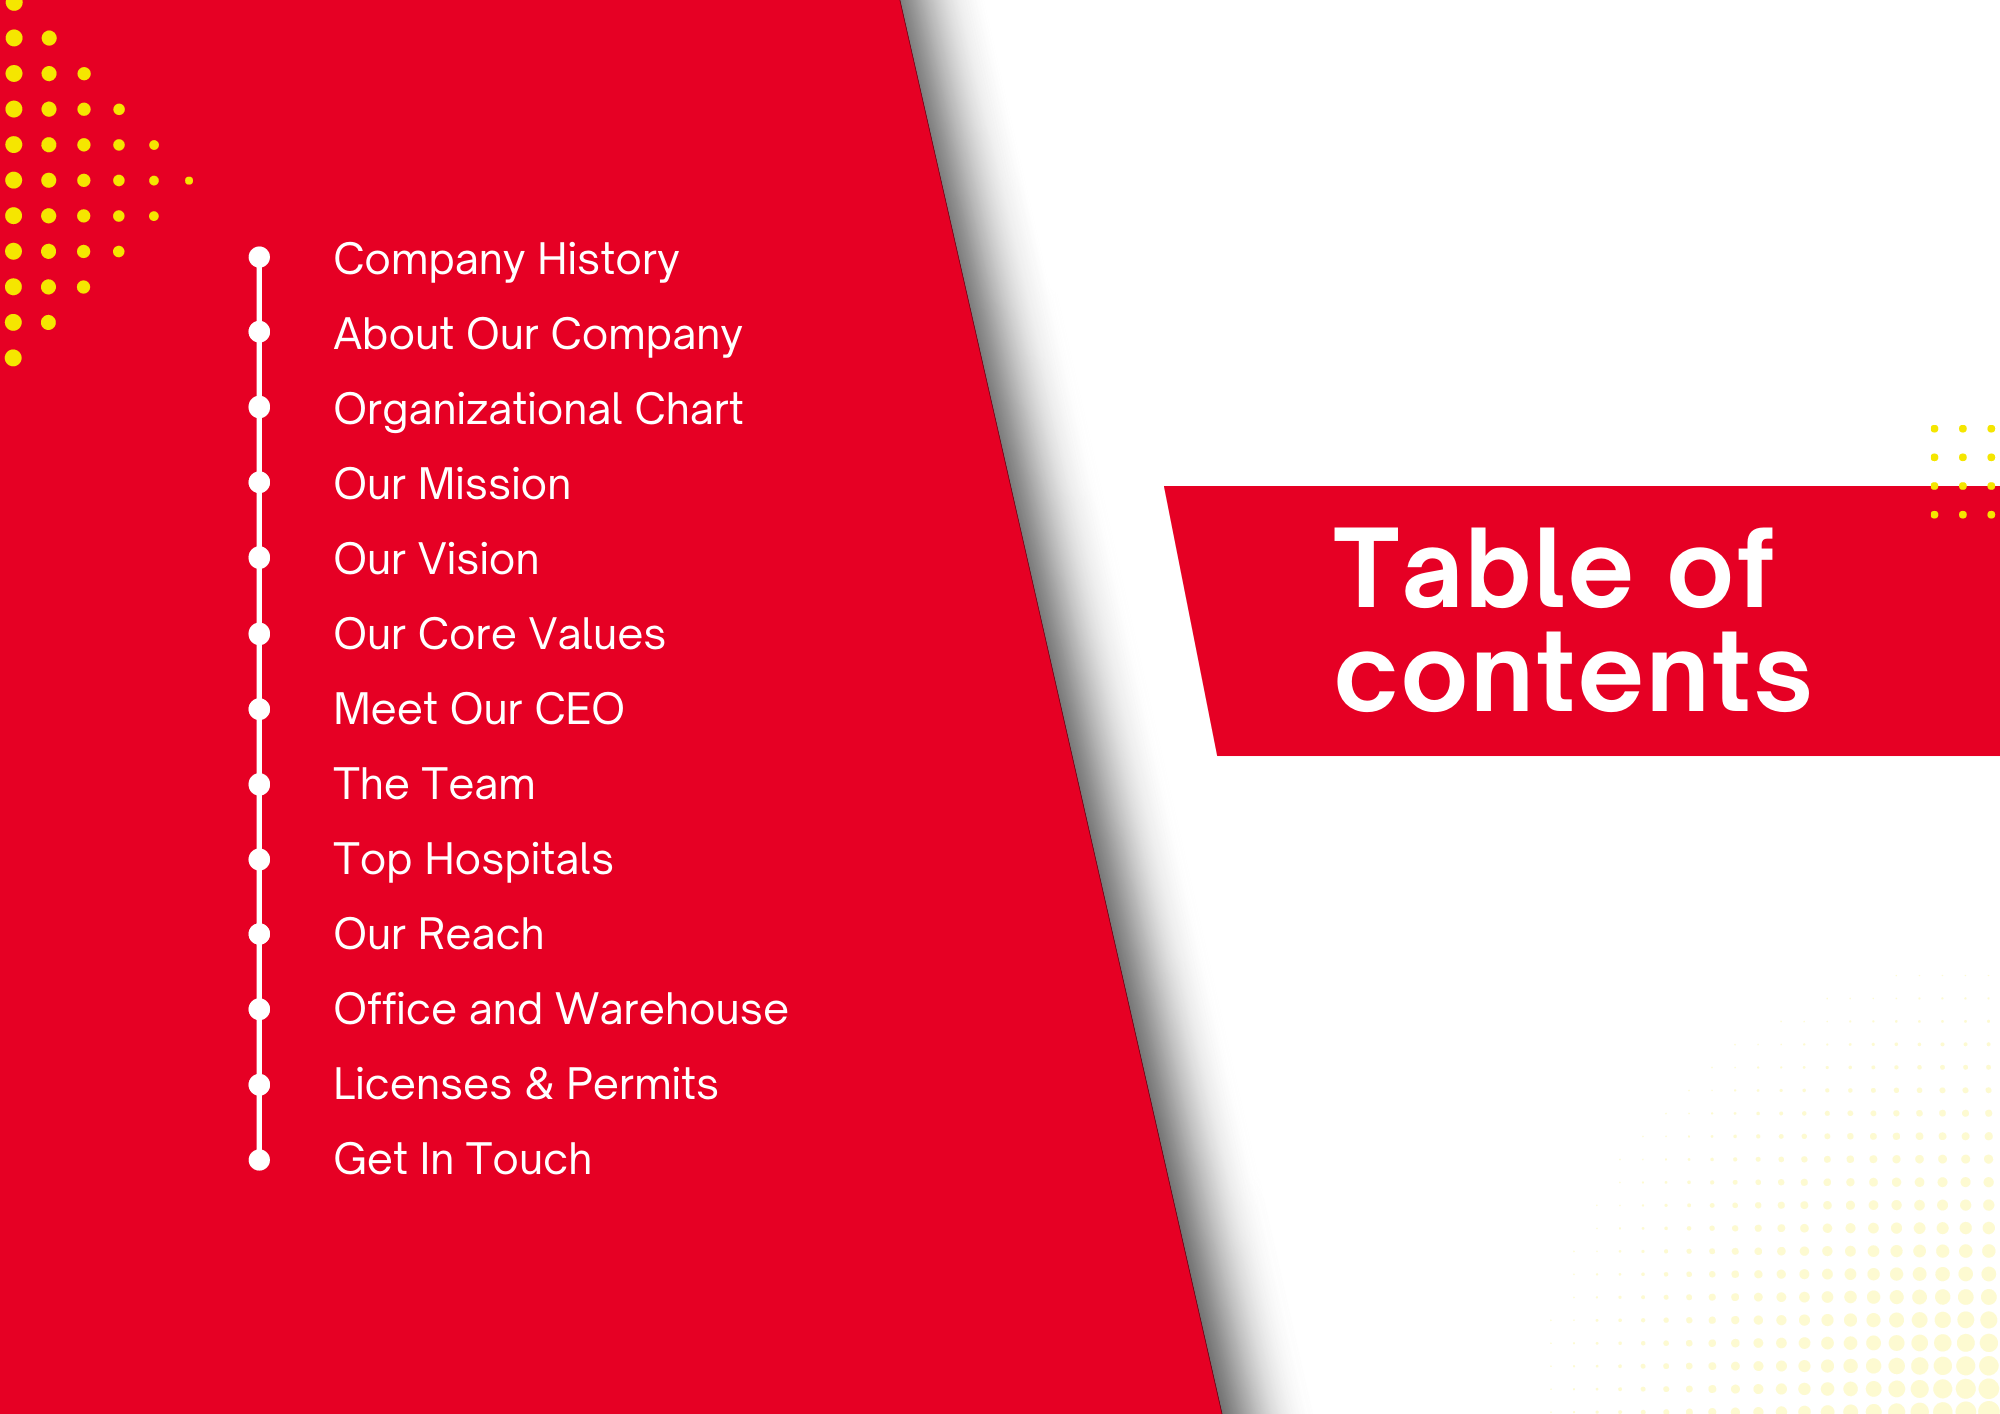 Company History
About Our Company
Organizational Chart
Our Mission
Our Vision
Our Core Values
Meet Our CEO
The Team
Top Hospitals
Our Reach
Office and Warehouse
Licenses & Permits
Get In Touch
Table of
contents